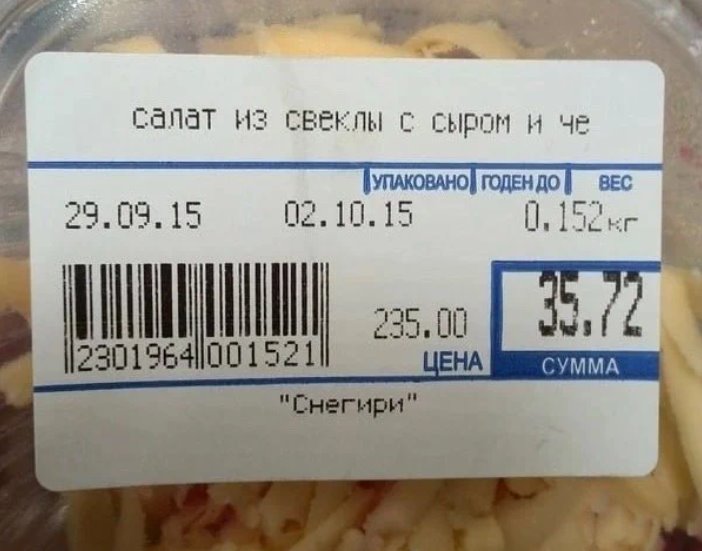 салат из свеклы с сыром и че
УПАКОВАНО ГОДЕН ДО ВЕС
29.09.15 02.10.15 0.152кг
235.00 35.72
2301964 001521 ЦЕНА СУММА
"Снегири"